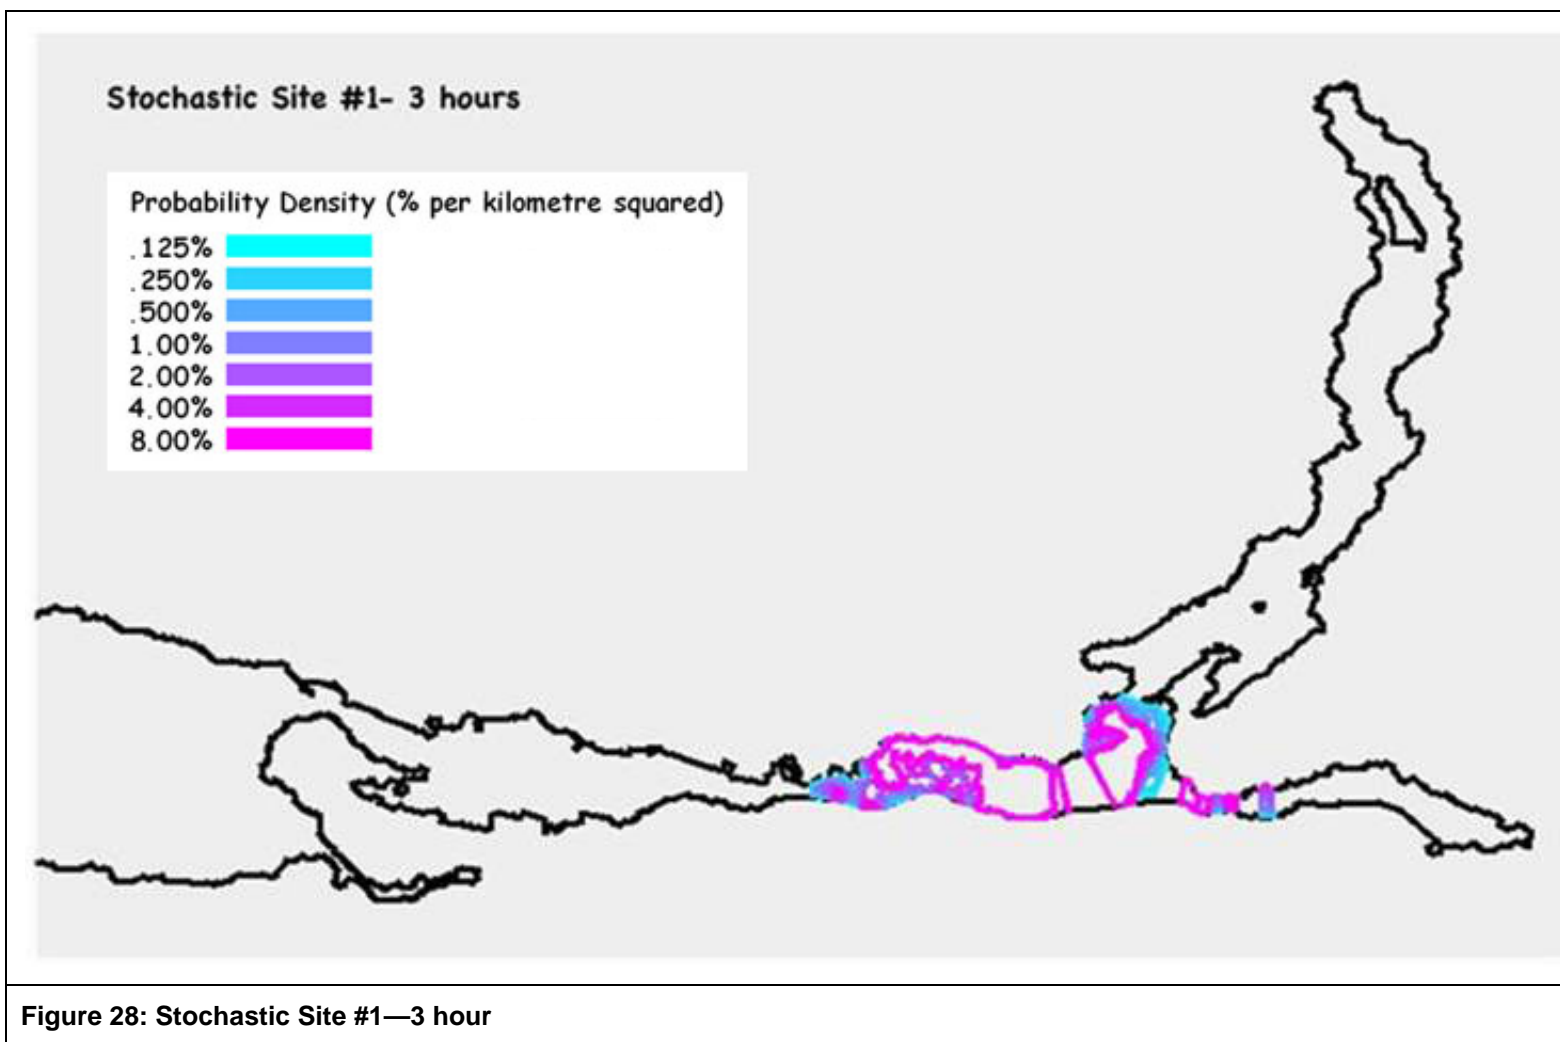 Stochastic Site #1- 3 hours
Probability Density (% per kilometre squared)
.125%
.250%
.500%
1.00%
2.00%
4.00%
8.00%
Figure 28: Stochastic Site #1—3 hour